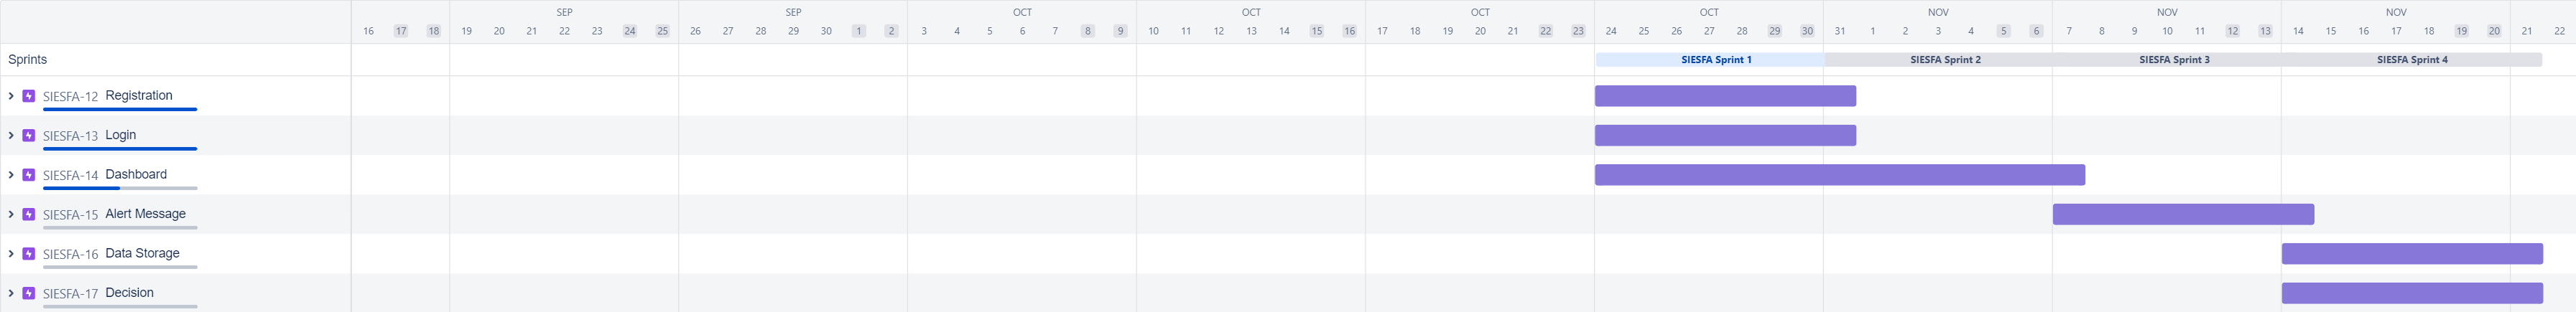 SEP SEP OCT OCT OCT OCT NOV NOV NOV
16 17 18 19 20 21 22 23 24 25 26 27 28 29 30 1 2 3 4 5 6 7 8 9 10 11 12 13 14 15 16 17 18 19 20 21 22 23 24 25 26 27 28 29 30 31 1 2 3 4 5 6 7 8 9 10 11 12 13 14 15 16 17 18 19 20 21 22
Sprints SIESFA Sprint 1 SIESFA Sprint 2 SIESFA Sprint 3 SIESFA Sprint 4
SIESFA-12 Registration
SIESFA-13 Login
SIESFA-14 Dashboard
SIESFA-15 Alert Message
SIESFA-16 Data Storage
SIESFA-17 Decision